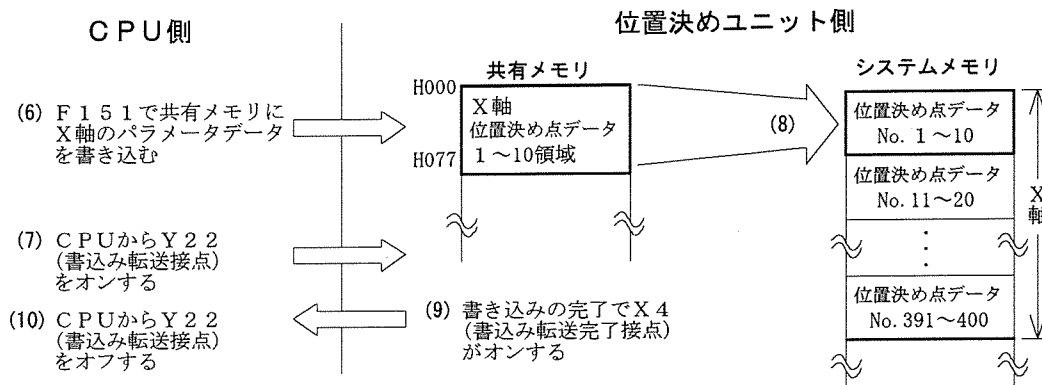 CPU側
位置決めユニット側
(6) F151で共有メモリに
X軸のパラメータデータ
を書き込む
共有メモリ
H000
X軸
位置決め点データ
1～10領域
H077
(8)
システムメモリ
位置決め点データ
No. 1～10
位置決め点データ
No. 11～20
位置決め点データ
No. 391～400
X軸
(7) CPUからY22
(書込み転送接点)
をオンする
(9) 書き込みの完了でX4
(書込み転送完了接点)
がオンする
(10) CPUからY22
(書込み転送接点)
をオフする